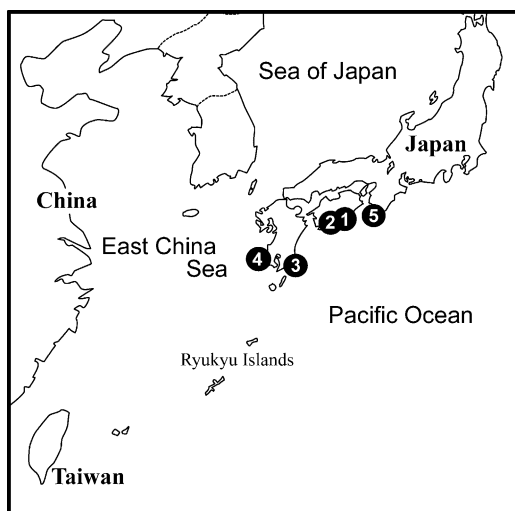 Sea of Japan
Japan
China
2 1 5
East China
Sea
4 3
Pacific Ocean
Ryukyu Islands
Taiwan